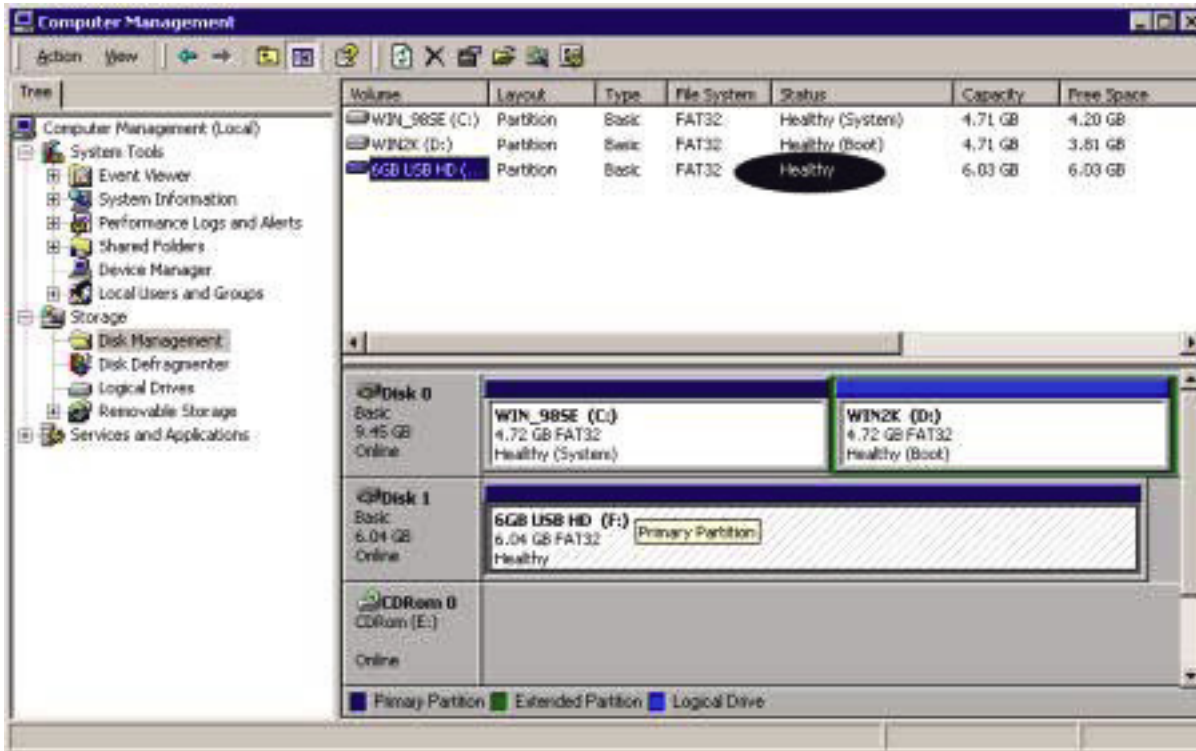 Computer Management
Action View
Tree
Computer Management (Local)
System Tools
Event Viewer
System Information
Performance Logs and Alerts
Shared Folders
Device Manager
Local Users and Groups
Storage
Disk Management
Disk Defragmenter
Logical Drives
Removable Storage
Services and Applications
Volume Layout Type File System Status Capacity Free Space
WIN_98SE (C:) Partition Basic FAT32 Healthy (System) 4.71 GB 4.20 GB
WIN2K (D:) Partition Basic FAT32 Healthy (Boot) 4.71 GB 3.81 GB
6GB USB HD (... Partition Basic FAT32 Healthy 6.03 GB 6.03 GB
Disk 0
Basic
9.45 GB
Online
WIN_98SE (C:)
4.72 GB FAT32
Healthy (System)
WIN2K (D:)
4.72 GB FAT32
Healthy (Boot)
Disk 1
Basic
6.04 GB
Online
6GB USB HD (F:)
6.04 GB FAT32
Healthy
Primary Partition
CDRom 0
CDRom (E:)
Online
Primary Partition Extended Partition Logical Drive